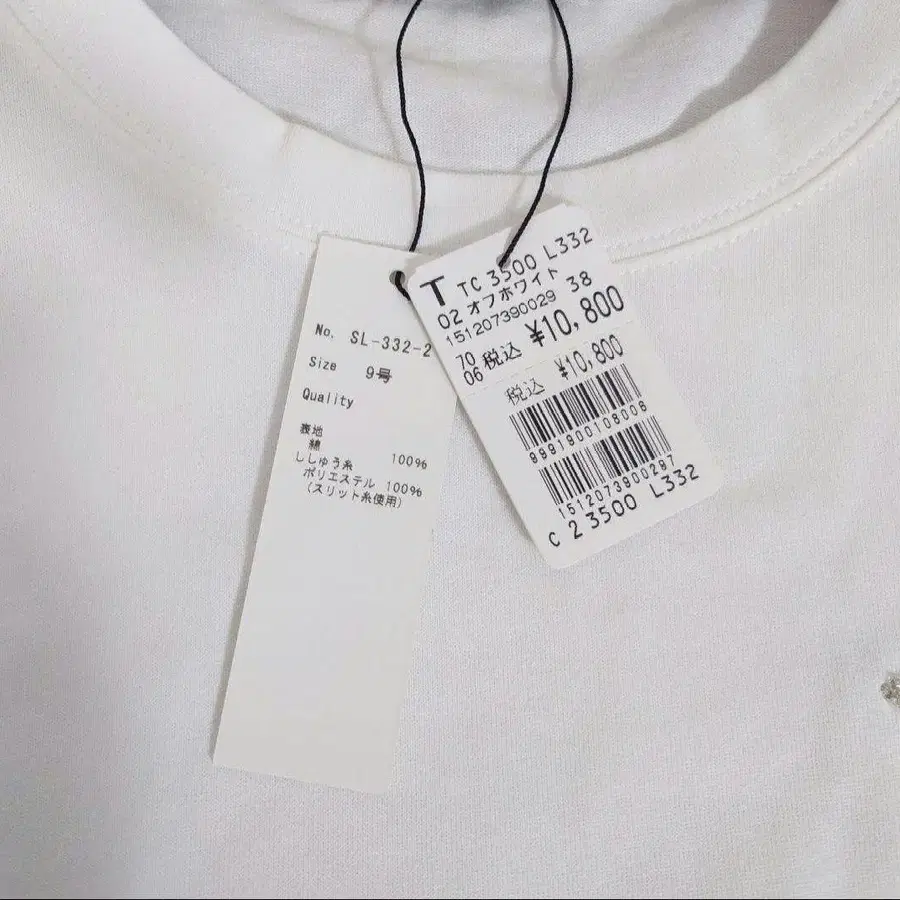 No. SL-332-2
Size 9号
Quality
表地
綿 100%
ししゅう糸
ポリエステル 100%
(スリット糸使用)
T TC 3500 L332
02 オフホワイト 38
151207390029
70
06 税込 ¥10,800
税込 ¥10,800
9991900108008
1512073900297
C 2 3500 L332